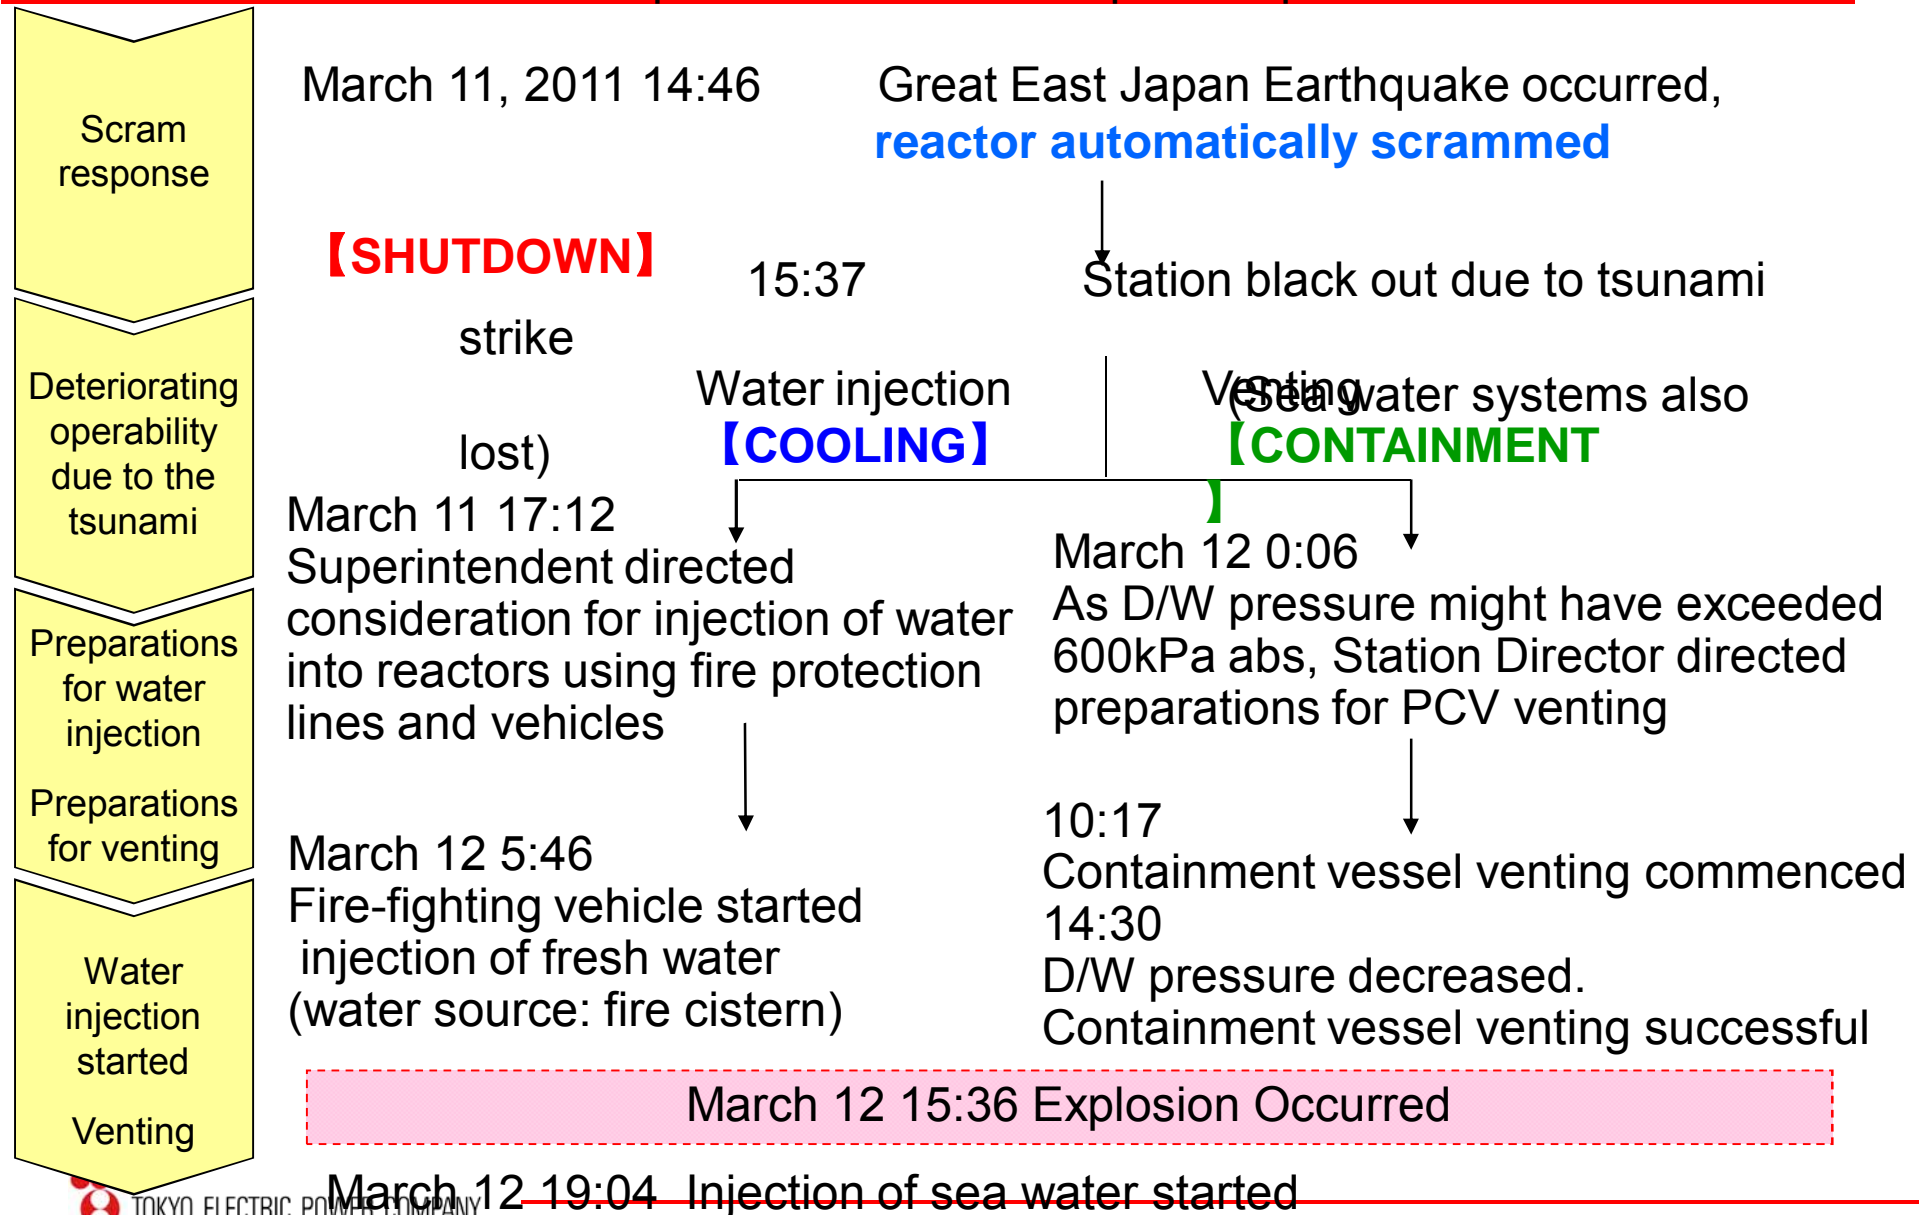 Scram
response
March 11, 2011 14:46 Great East Japan Earthquake occurred,
reactor automatically scrammed
【SHUTDOWN】
15:37 Station black out due to tsunami
strike
(Sea water systems also
lost)
Deteriorating
operability
due to the
tsunami
Water injection
【COOLING】
Venting
【CONTAINMENT
】
March 11 17:12
Superintendent directed
consideration for injection of water
into reactors using fire protection
lines and vehicles
March 12 0:06
As D/W pressure might have exceeded
600kPa abs, Station Director directed
preparations for PCV venting
Preparations
for water
injection
Preparations
for venting
March 12 5:46
Fire-fighting vehicle started
injection of fresh water
(water source: fire cistern)
10:17
Containment vessel venting commenced
14:30
D/W pressure decreased.
Containment vessel venting successful
Water
injection
started
Venting
March 12 15:36 Explosion Occurred
March 12 19:04 Injection of sea water started
TOKYO ELECTRIC POWER COMPANY